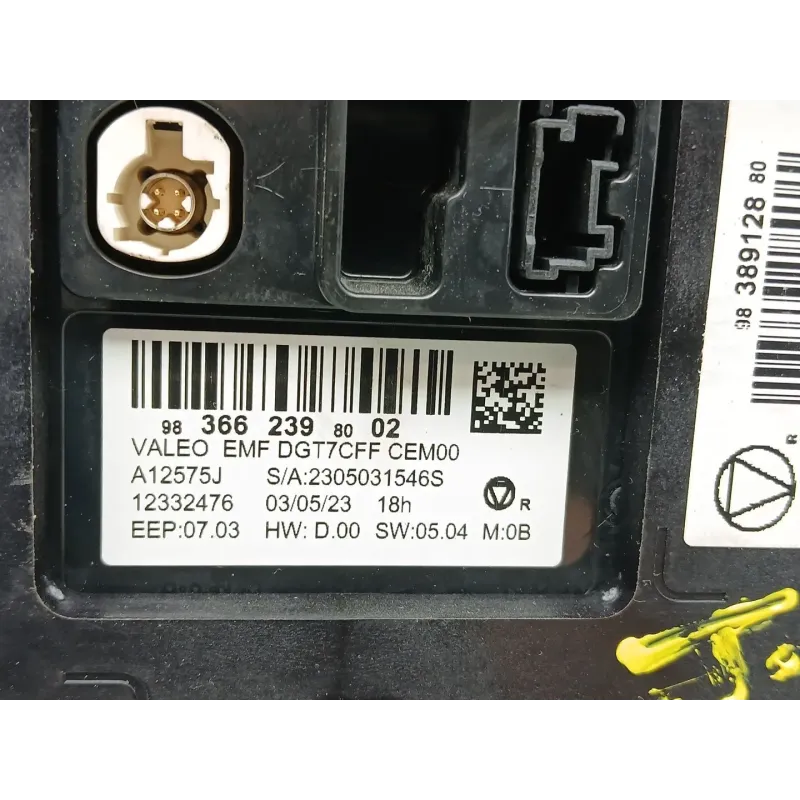 98 366 239 80 02
VALEO EMF DGT7CFF CEM00
A12575J S/A:2305031546S
12332476 03/05/23 18h
R
EEP:07.03 HW: D.00 SW:05.04 M:0B
98 389128 80
R